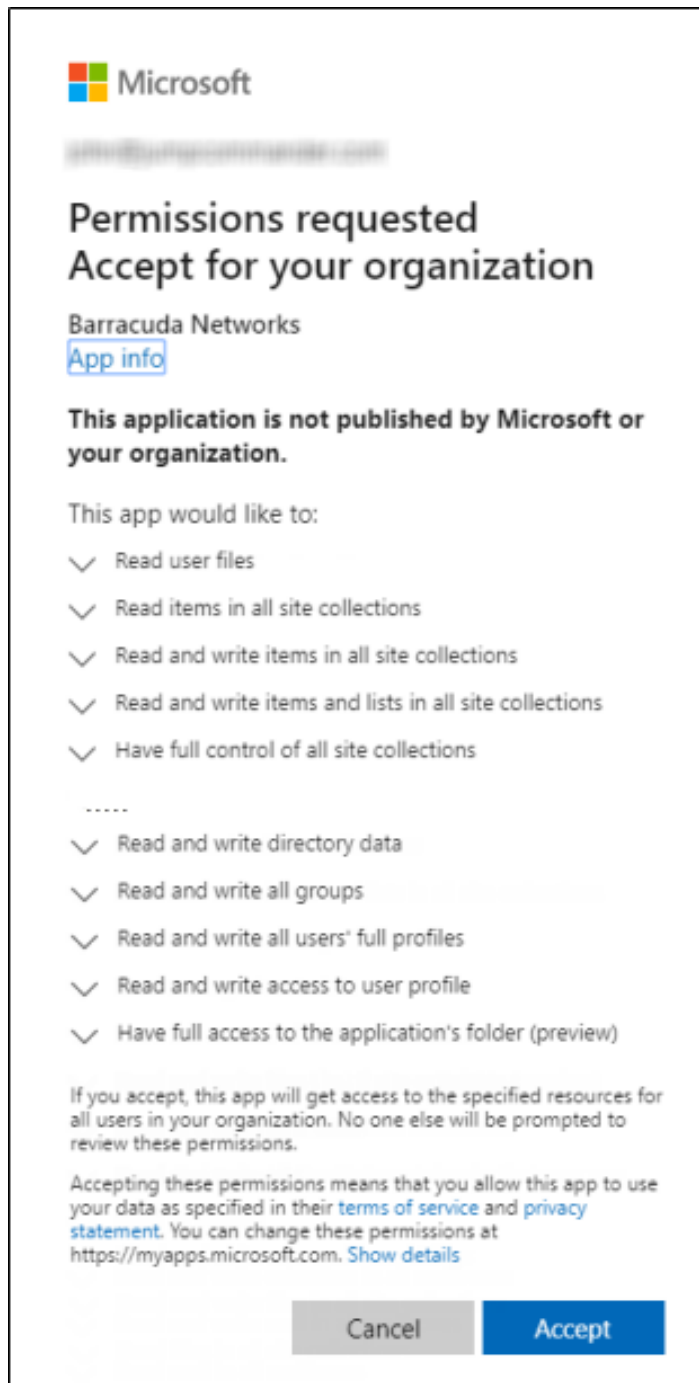 Microsoft
Permissions requested
Accept for your organization
Barracuda Networks
App info
This application is not published by Microsoft or
your organization.
This app would like to:
Read user files
Read items in all site collections
Read and write items in all site collections
Read and write items and lists in all site collections
Have full control of all site collections
-----
Read and write directory data
Read and write all groups
Read and write all users' full profiles
Read and write access to user profile
Have full access to the application's folder (preview)
If you accept, this app will get access to the specified resources for
all users in your organization. No one else will be prompted to
review these permissions.
Accepting these permissions means that you allow this app to use
your data as specified in their terms of service and privacy
statement. You can change these permissions at
https://myapps.microsoft.com. Show details
Cancel Accept